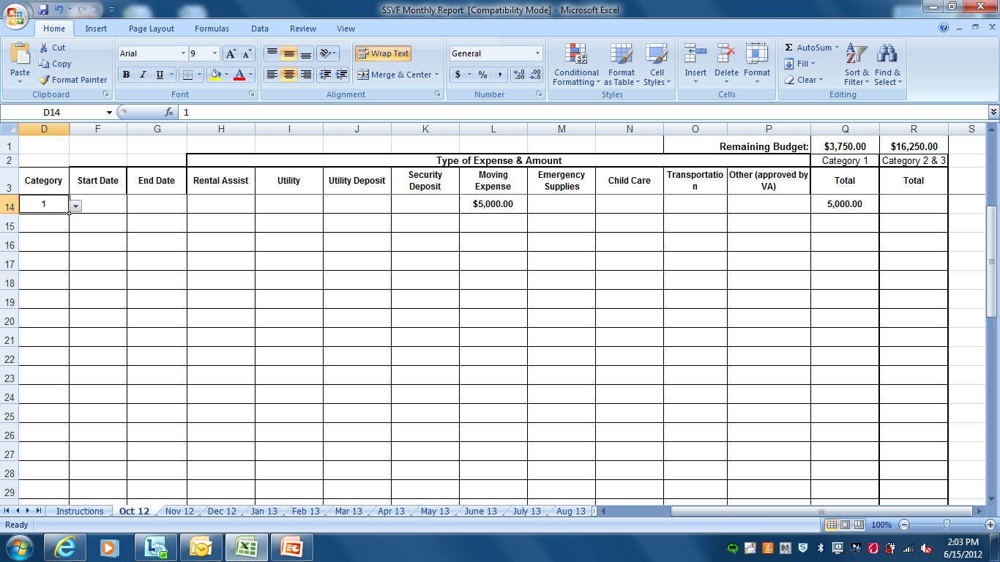 SSVF Monthly Report [Compatibility Mode] - Microsoft Excel
Home Insert Page Layout Formulas Data Review View
Paste Cut Copy Format Painter Clipboard
Arial 9 A A B I U A Font
Wrap Text Merge & Center Alignment
General $ % , .00 .0 Number
Conditional Formatting Format as Table Cell Styles Styles
Insert Delete Format Cells
Σ AutoSum Fill Clear Sort & Filter Find & Select Editing
D14 fx 1
D F G H I J K L M N O P Q R S
1 Remaining Budget: $3,750.00 $16,250.00
2 Type of Expense & Amount Category 1 Category 2 & 3
3 Category Start Date End Date Rental Assist Utility Utility Deposit Security Deposit Moving Expense Emergency Supplies Child Care Transportation Other (approved by VA) Total Total
14 1 $5,000.00 5,000.00
15
16
17
18
19
20
21
22
23
24
25
26
27
28
29
Instructions Oct 12 Nov 12 Dec 12 Jan 13 Feb 13 Mar 13 Apr 13 May 13 June 13 July 13 Aug 13
Ready 100%
2:03 PM
6/15/2012